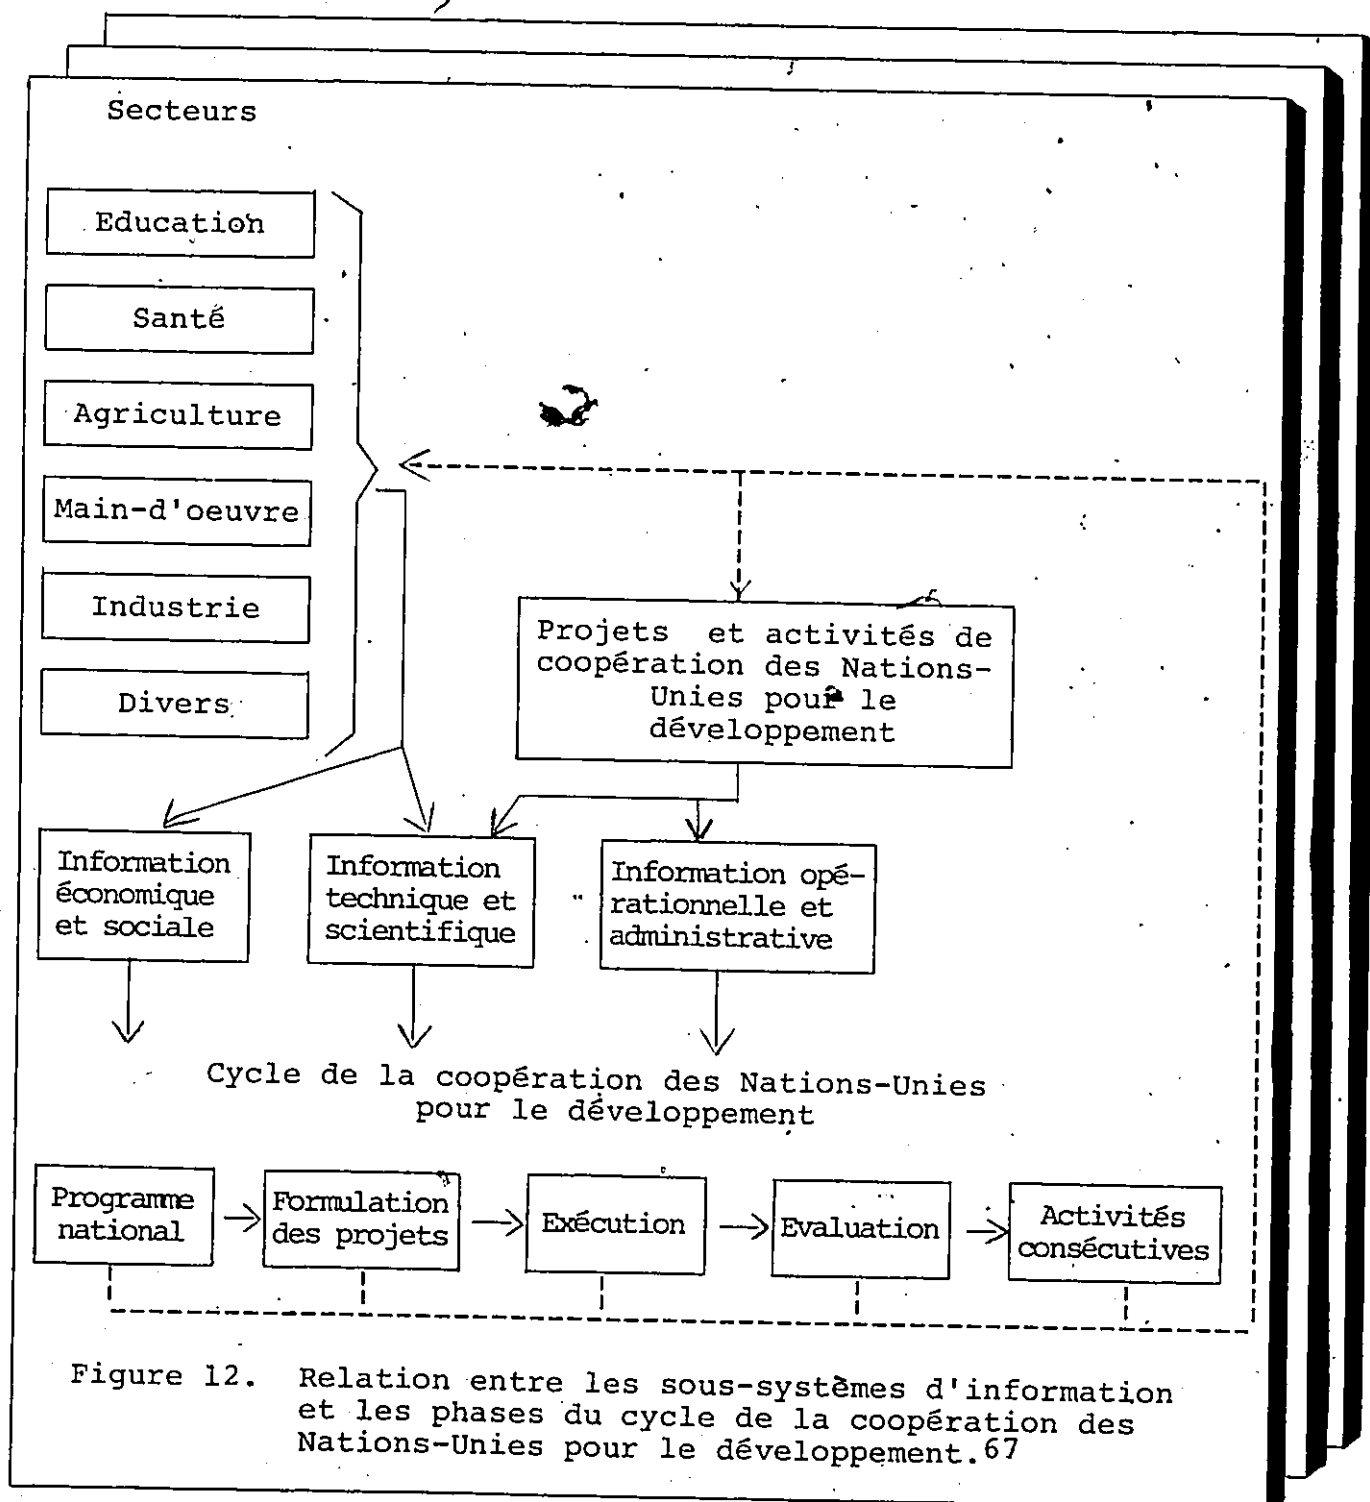 Secteurs
Education
Santé
Agriculture
Main-d'oeuvre
Industrie
Divers
Projets et activités de
coopération des Nations-
Unies pour le
développement
Information
économique
et sociale
Information
technique et
scientifique
Information opé-
rationnelle et
administrative
Cycle de la coopération des Nations-Unies
pour le développement
Programme
national
Formulation
des projets
Exécution
Evaluation
Activités
consécutives
Figure 12. Relation entre les sous-systèmes d'information
et les phases du cycle de la coopération des
Nations-Unies pour le développement.67